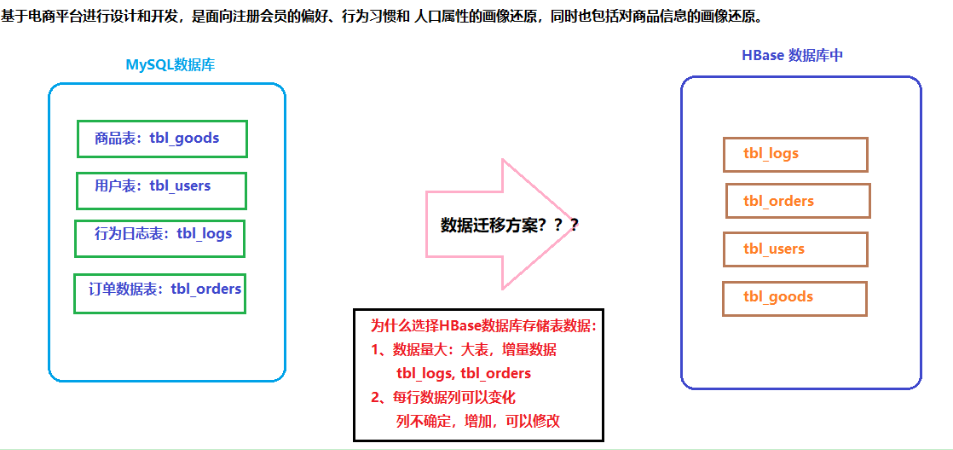 基于电商平台进行设计和开发，是面向注册会员的偏好、行为习惯和 人口属性的画像还原，同时也包括对商品信息的画像还原。
MySQL数据库
商品表：tbl_goods
用户表：tbl_users
行为日志表：tbl_logs
订单数据表：tbl_orders
数据迁移方案？？？
为什么选择HBase数据库存储表数据：
1、数据量大：大表，增量数据
tbl_logs, tbl_orders
2、每行数据列可以变化
列不确定，增加，可以修改
HBase 数据库中
tbl_logs
tbl_orders
tbl_users
tbl_goods